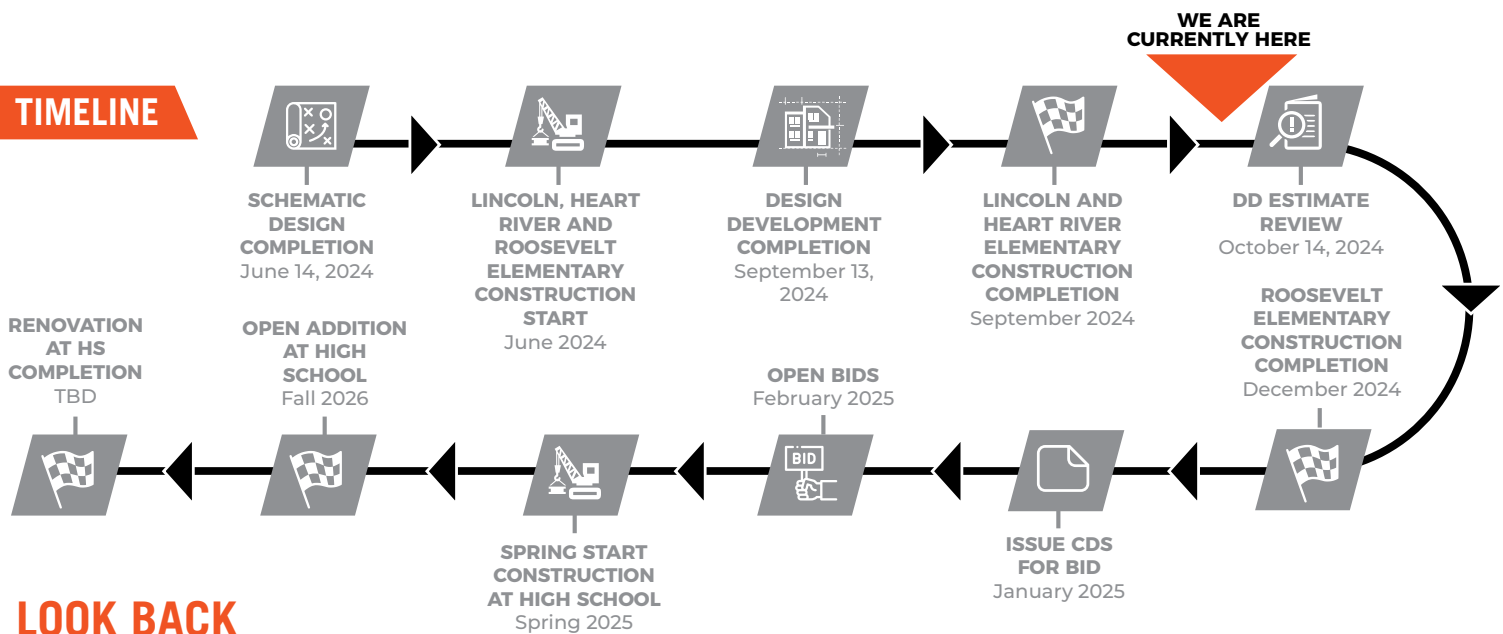 WE ARE
CURRENTLY HERE
TIMELINE
SCHEMATIC
DESIGN
COMPLETION
June 14, 2024
LINCOLN, HEART
RIVER AND
ROOSEVELT
ELEMENTARY
CONSTRUCTION
START
June 2024
DESIGN
DEVELOPMENT
COMPLETION
September 13,
2024
LINCOLN AND
HEART RIVER
ELEMENTARY
CONSTRUCTION
COMPLETION
September 2024
DD ESTIMATE
REVIEW
October 14, 2024
ROOSEVELT
ELEMENTARY
CONSTRUCTION
COMPLETION
December 2024
ISSUE CDS
FOR BID
January 2025
OPEN BIDS
February 2025
BID
SPRING START
CONSTRUCTION
AT HIGH SCHOOL
Spring 2025
OPEN ADDITION
AT HIGH
SCHOOL
Fall 2026
RENOVATION
AT HS
COMPLETION
TBD
LOOK BACK